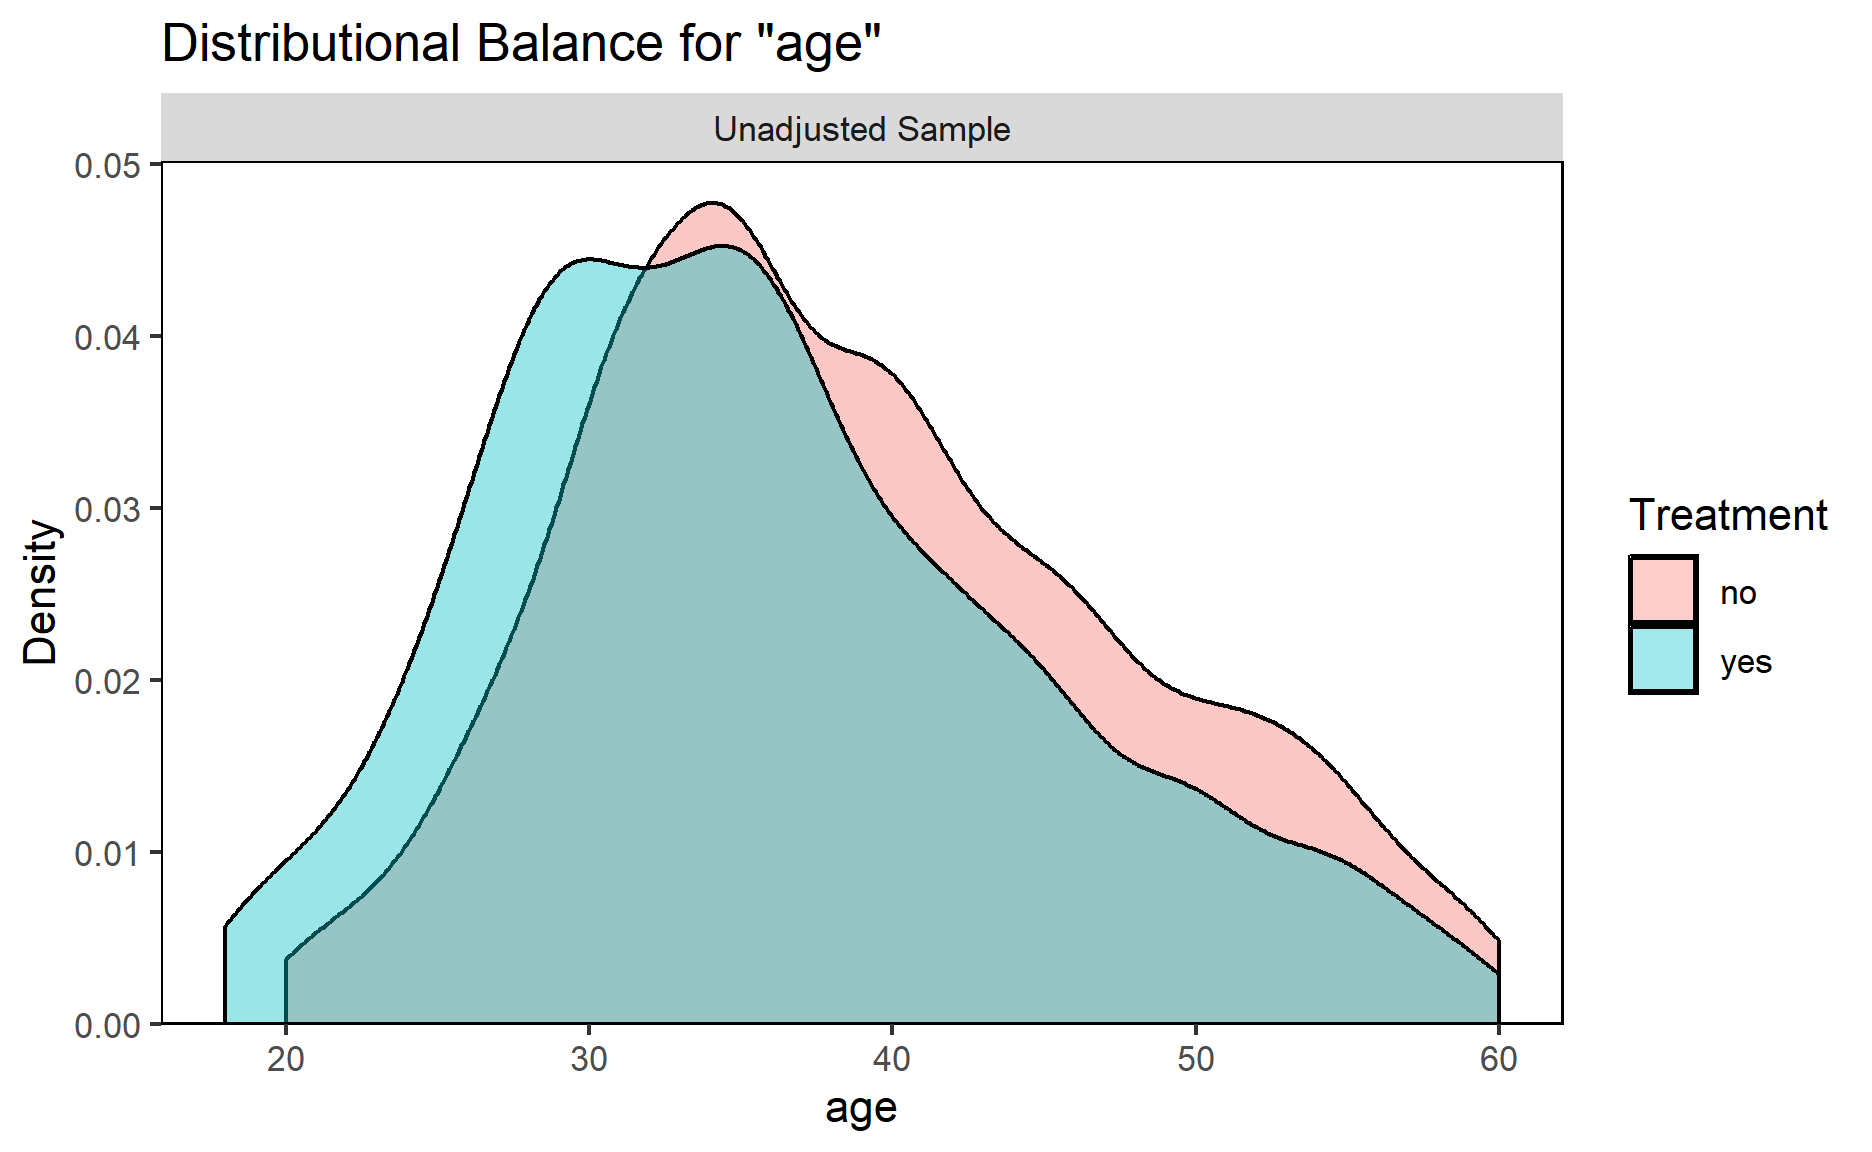 Distributional Balance for "age"
Unadjusted Sample
0.05
0.04
0.03
0.02
0.01
0.00
Density
20 30 40 50 60
age
Treatment
no
yes